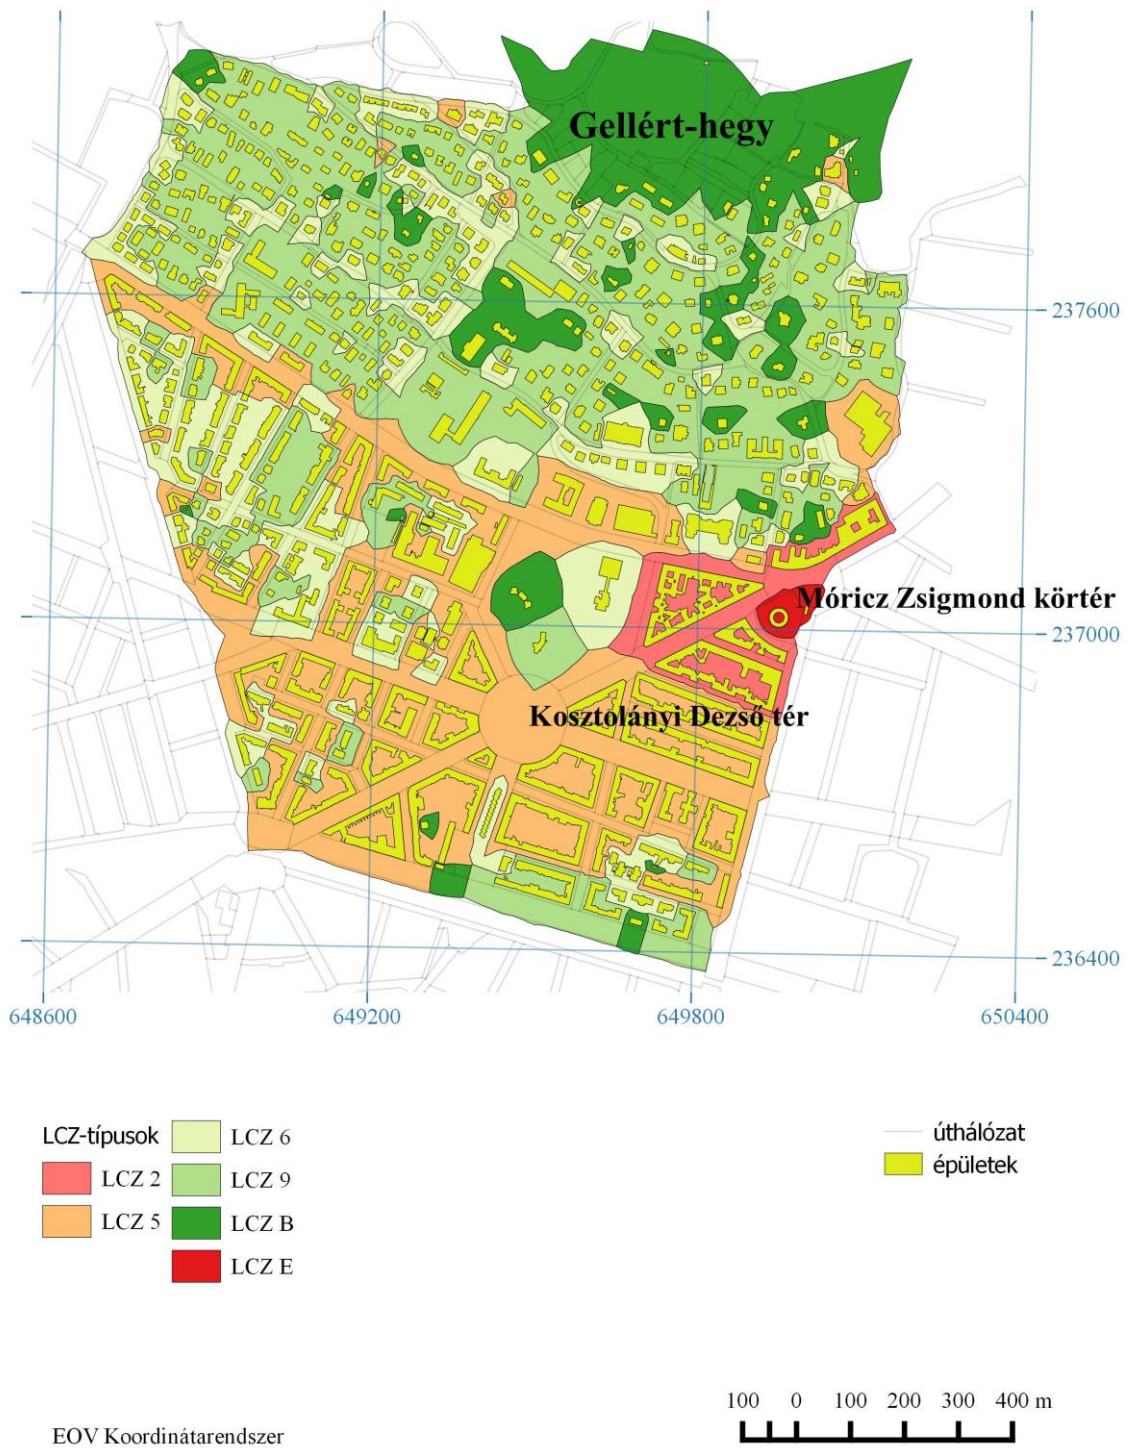 Gellért-hegy
237600
Móricz Zsigmond körtér
237000
Kosztolányi Dezső tér
236400
648600 649200 649800 650400
LCZ-típusok
LCZ 2
LCZ 5
LCZ 6
LCZ 9
LCZ B
LCZ E
úthálózat
épületek
100 0 100 200 300 400 m
EOV Koordinátarendszer